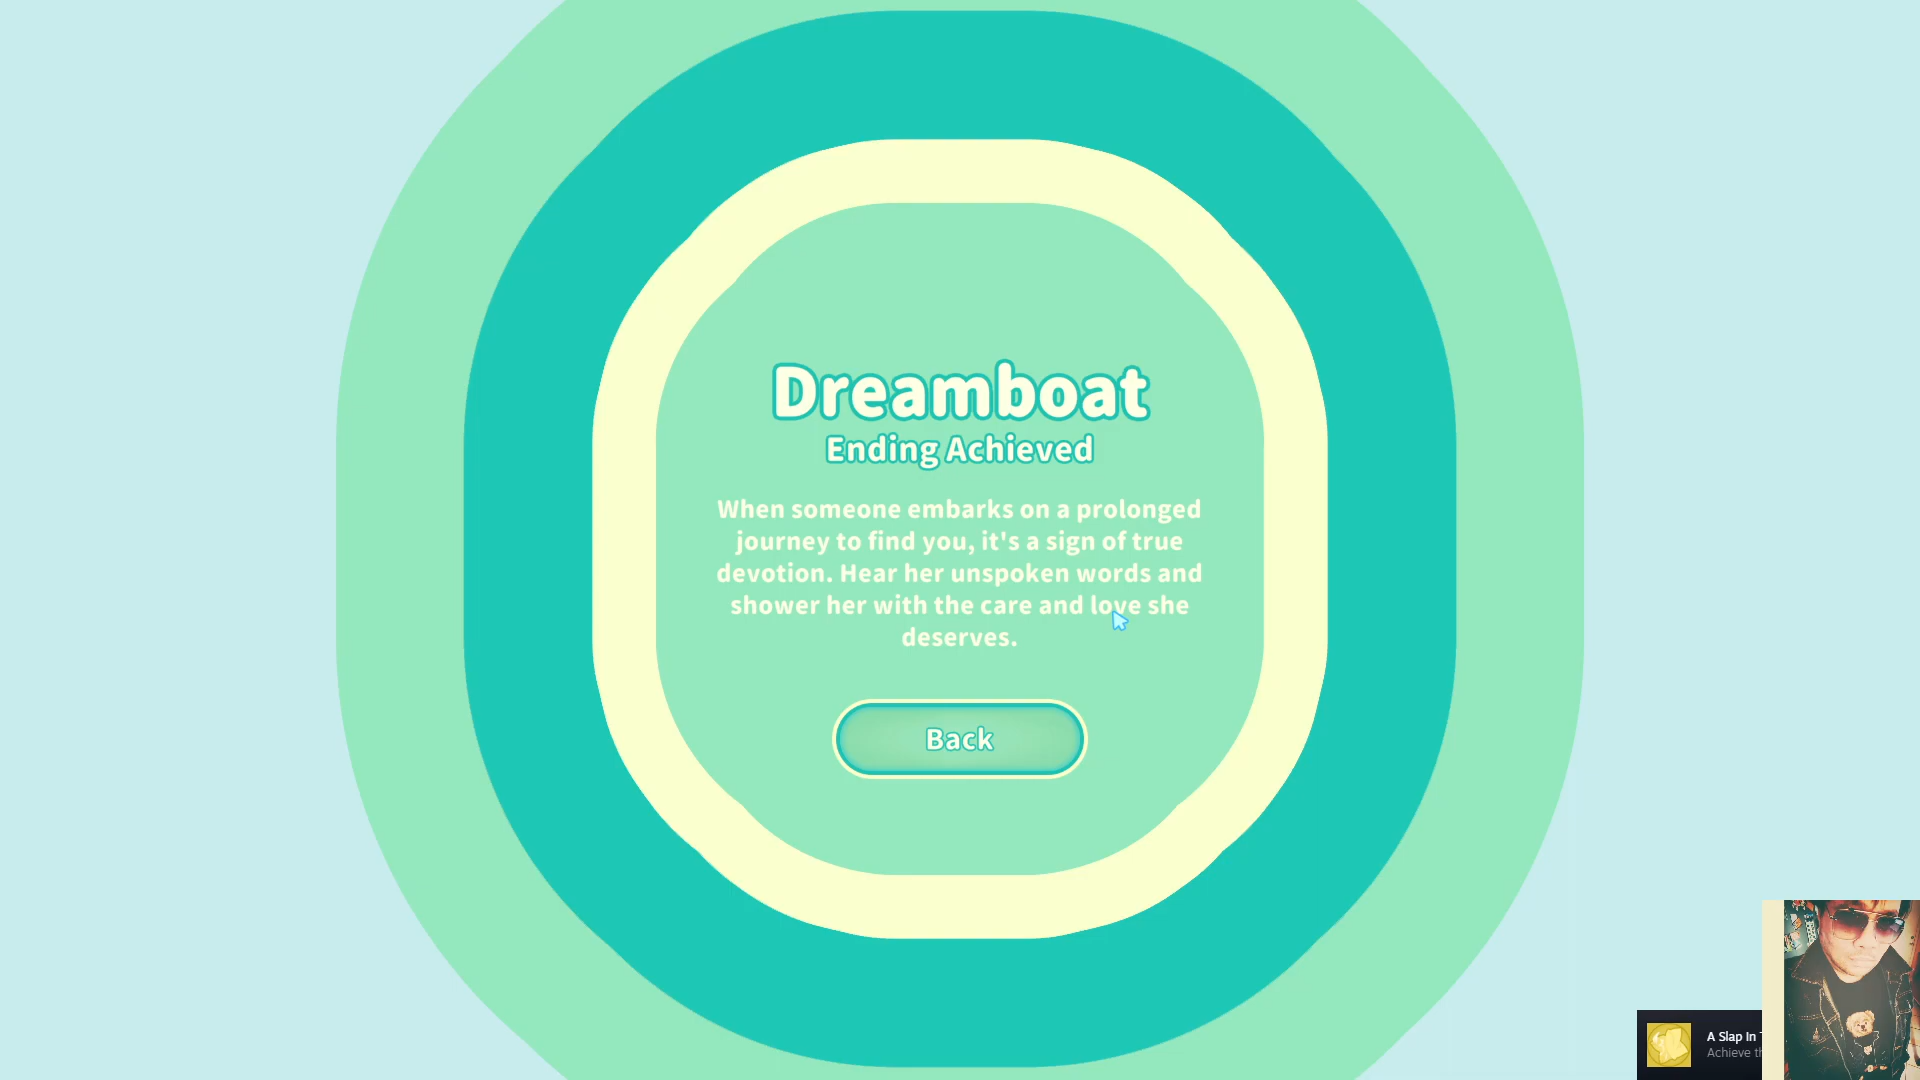 Dreamboat
Ending Achieved
When someone embarks on a prolonged
journey to find you, it's a sign of true
devotion. Hear her unspoken words and
shower her with the care and love she
deserves.
Back
A Slap In
Achieve